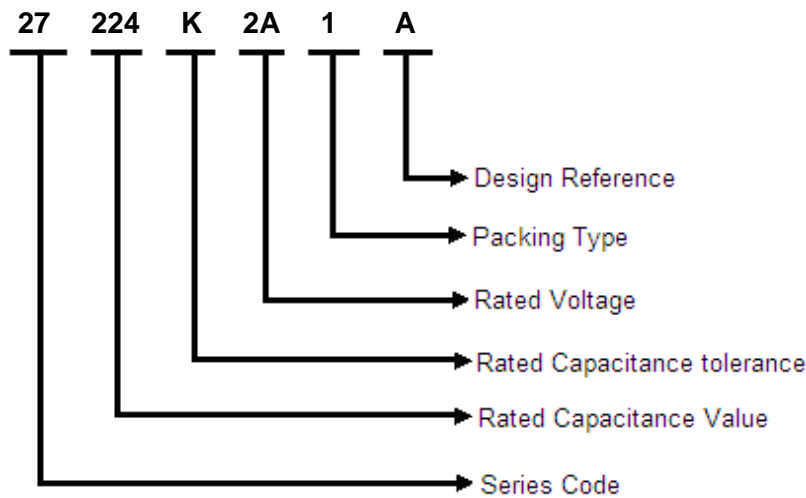 27 224 K 2A 1 A
Design Reference
Packing Type
Rated Voltage
Rated Capacitance tolerance
Rated Capacitance Value
Series Code